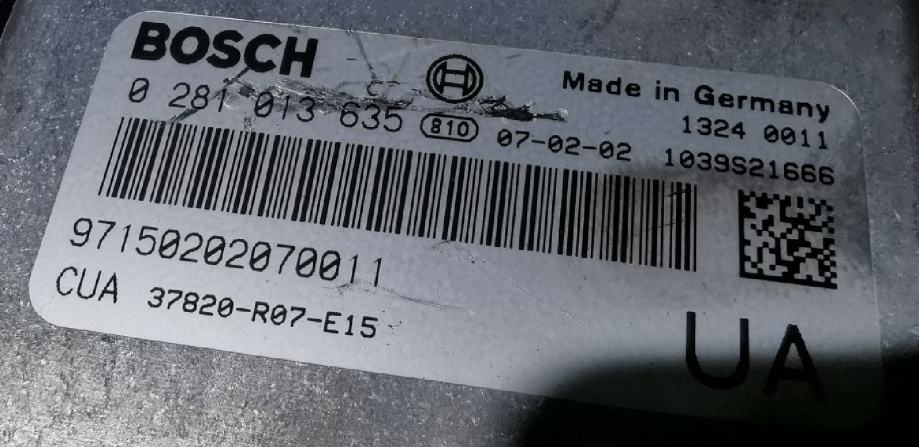 BOSCH
Made in Germany
0 281 013 635 810 07-02-02 1324 0011
1039S21666
97150202070011
CUA 37820-R07-E15
UA